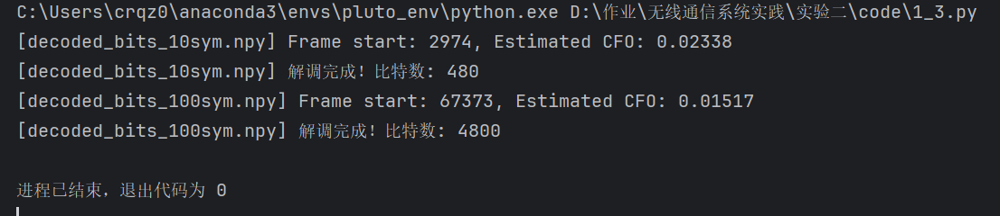 C:\Users\crqz0\anaconda3\envs\pluto_env\python.exe D:\作业\无线通信系统实践\实验二\code\1_3.py
[decoded_bits_10sym.npy] Frame start: 2974, Estimated CFO: 0.02338
[decoded_bits_10sym.npy] 解调完成！比特数: 480
[decoded_bits_100sym.npy] Frame start: 67373, Estimated CFO: 0.01517
[decoded_bits_100sym.npy] 解调完成！比特数: 4800
进程已结束，退出代码为 0